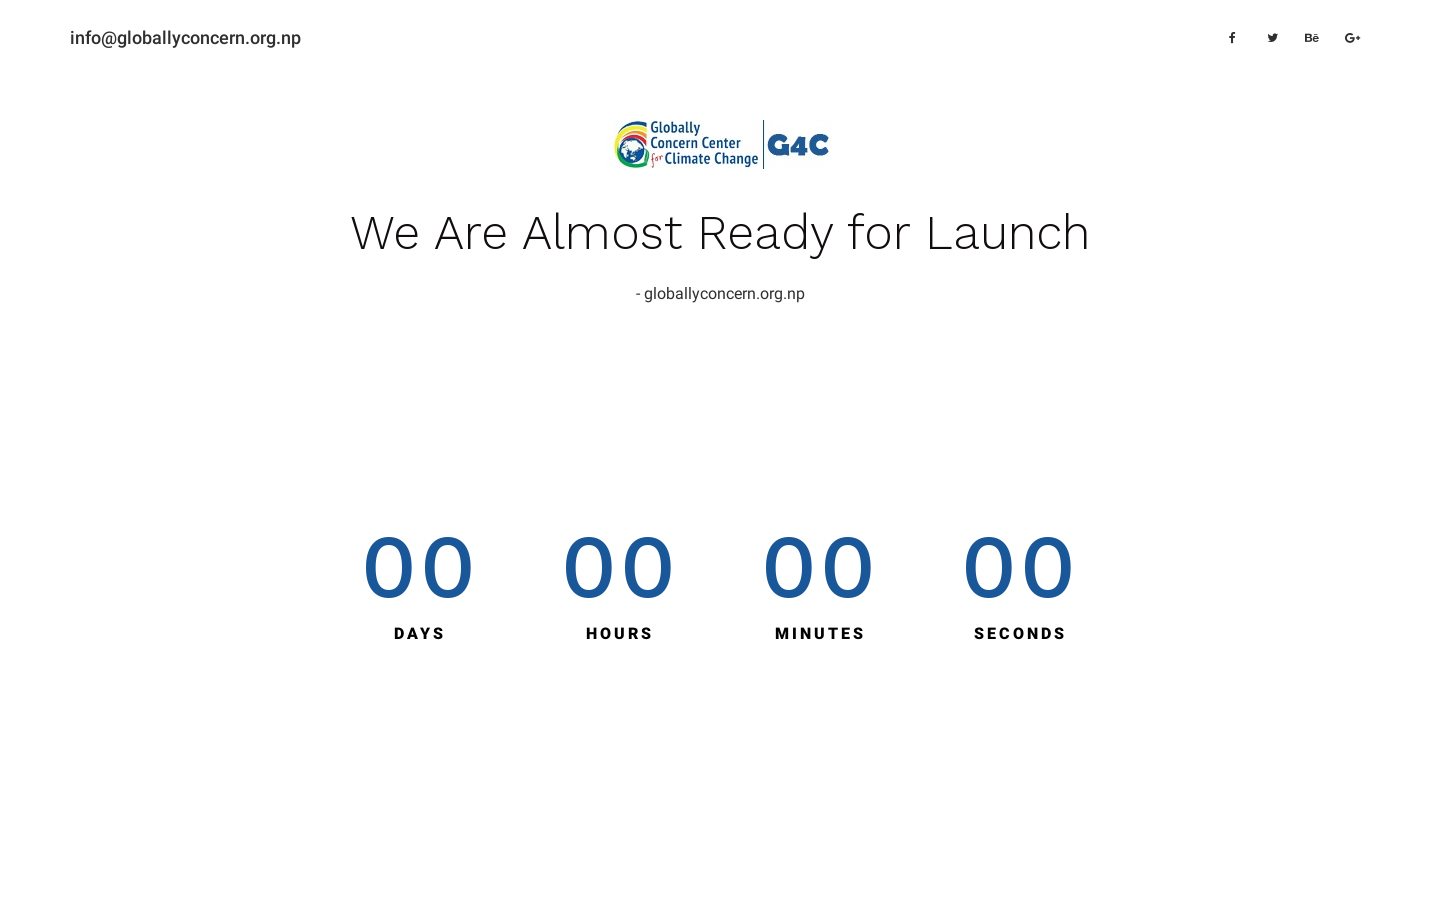 info@globallyconcern.org.np
Bē
G+
Globally
Concern Center
for Climate Change
G4C
We Are Almost Ready for Launch
- globallyconcern.org.np
00 00 00 00
DAYS HOURS MINUTES SECONDS